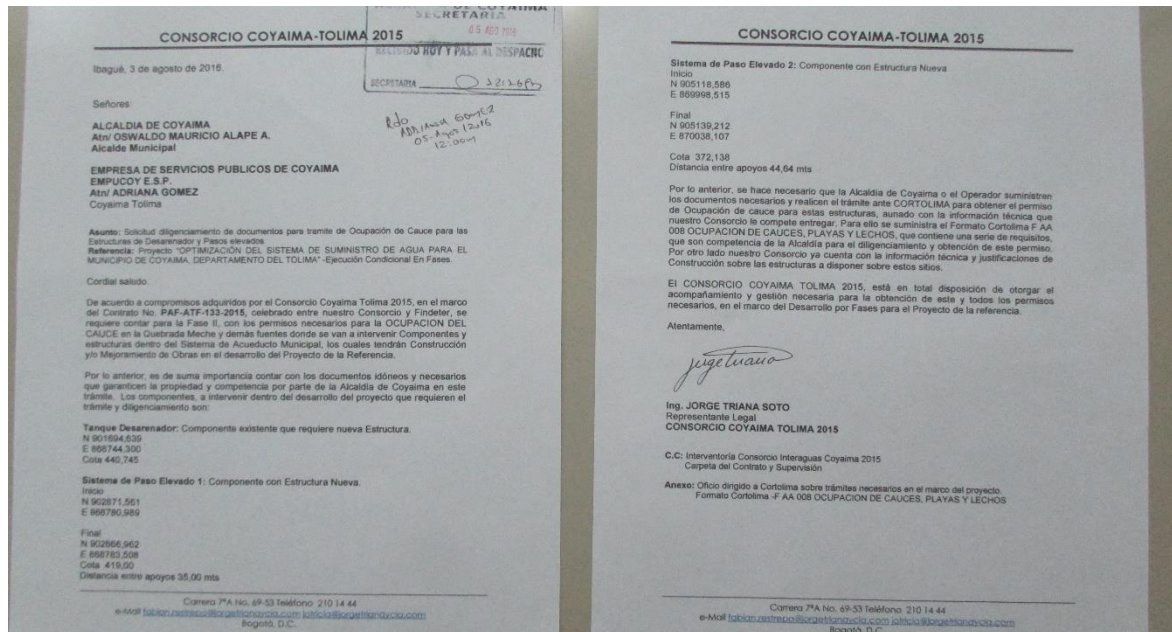 CONSORCIO COYAIMA-TOLIMA 2015
SECRETARIA
RECIBIDO HOY Y PASA AL DESPACHO
SECRETARIA
Ibagué, 3 de agosto de 2016.
Señores:
Rdo
ADRIANA GOMEZ
12:00m
ALCALDIA DE COYAIMA
Atn/ OSWALDO MAURICIO ALAPE A.
Alcalde Municipal
EMPRESA DE SERVICIOS PUBLICOS DE COYAIMA
EMPUCOY E.S.P.
Atn/ ADRIANA GOMEZ
Coyaima Tolima
Asunto: Solicitud diligenciamiento de documentos para tramite de Ocupación de Cauce para las
Estructuras de Desarenador y Pasos elevados.
Referencia: Proyecto "OPTIMIZACIÓN DEL SISTEMA DE SUMINISTRO DE AGUA PARA EL
MUNICIPIO DE COYAIMA, DEPARTAMENTO DEL TOLIMA" -Ejecución Condicional En Fases.
Cordial saludo
De acuerdo a compromisos adquiridos por el Consorcio Coyaima Tolima 2015, en el marco
del Contrato No. PAF-ATF-133-2015, celebrado entre nuestro Consorcio y Findeter, se
requiere contar para la Fase II, con los permisos necesarios para la OCUPACION DEL
CAUCE en la Quebrada Meche y demás fuentes donde se van a intervenir Componentes y
estructuras dentro del Sistema de Acueducto Municipal, los cuales tendrán Construcción
y/o Mejoramiento de Obras en el desarrollo del Proyecto de la Referencia.
Por lo anterior, es de suma importancia contar con los documentos idóneos y necesarios
que garanticen la propiedad y competencia por parte de la Alcaldía de Coyaima en este
trámite. Los componentes, a intervenir dentro del desarrollo del proyecto que requieren el
trámite y diligenciamiento son:
Tanque Desarenador: Componente existente que requiere nueva Estructura.
N 901694,639
E 866744,300
Cota 440,745
Sistema de Paso Elevado 1: Componente con Estructura Nueva.
Inicio
N 902871,561
E 868780,989
Final
N 902866,962
E 868763,508
Cota 419,00
Distancia entre apoyos 35,00 mts
Carrera 7ªA No. 69-53 Teléfono 210 14 44
e-Mail fabian.restrepo@jorgetrianaycia.com jatricia@jorgetrianaycia.com
Bogotá, D.C.
CONSORCIO COYAIMA-TOLIMA 2015
Sistema de Paso Elevado 2: Componente con Estructura Nueva
Inicio
N 905118,586
E 869998,515
Final
N 905139,212
E 870038,107
Cota 372,138
Distancia entre apoyos 44,64 mts
Por lo anterior, se hace necesario que la Alcaldía de Coyaima o el Operador suministren
los documentos necesarios y realicen el trámite ante CORTOLIMA para obtener el permiso
de Ocupación de cauce para estas estructuras, aunado con la información técnica que
nuestro Consorcio le compete entregar. Para ello se suministra el Formato Cortolima F AA
008 OCUPACION DE CAUCES, PLAYAS Y LECHOS, que contiene una serie de requisitos,
que son competencia de la Alcaldía para el diligenciamiento y obtención de este permiso.
Por otro lado nuestro Consorcio ya cuenta con la información técnica y justificaciones de
Construcción sobre las estructuras a disponer sobre estos sitios.
El CONSORCIO COYAIMA TOLIMA 2015, está en total disposición de otorgar el
acompañamiento y gestión necesaria para la obtención de este y todos los permisos
necesarios, en el marco del Desarrollo por Fases para el Proyecto de la referencia.
Atentamente,
Ing. JORGE TRIANA SOTO
Representante Legal
CONSORCIO COYAIMA TOLIMA 2015
C.C: Interventoría Consorcio Interaguas Coyaima 2015
Carpeta del Contrato y Supervisión
Anexo: Oficio dirigido a Cortolima sobre trámites necesarios en el marco del proyecto.
Formato Cortolima -F AA 008 OCUPACION DE CAUCES, PLAYAS Y LECHOS
Carrera 7ªA No. 69-53 Teléfono 210 14 44
e-Mail fabian.restrepo@jorgetrianaycia.com jatricia@jorgetrianaycia.com
Bogotá, D.C.